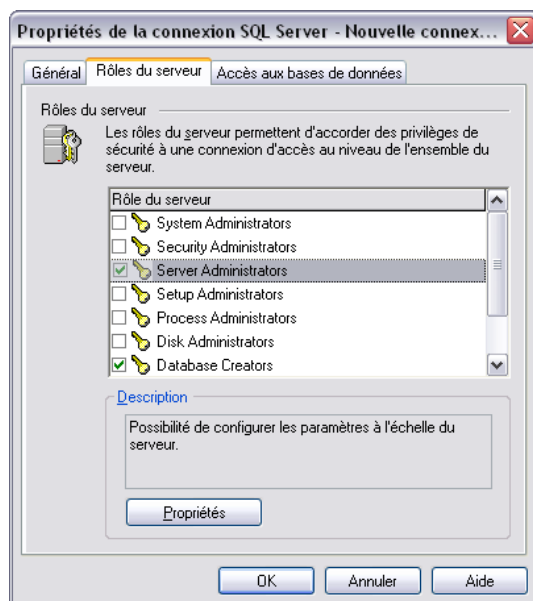 Propriétés de la connexion SQL Server - Nouvelle connex...
Général Rôles du serveur Accès aux bases de données
Rôles du serveur
Les rôles du serveur permettent d'accorder des privilèges de
sécurité à une connexion d'accès au niveau de l'ensemble du
serveur.
Rôle du serveur
System Administrators
Security Administrators
Server Administrators
Setup Administrators
Process Administrators
Disk Administrators
Database Creators
Description
Possibilité de configurer les paramètres à l'échelle du
serveur.
Propriétés
OK Annuler Aide